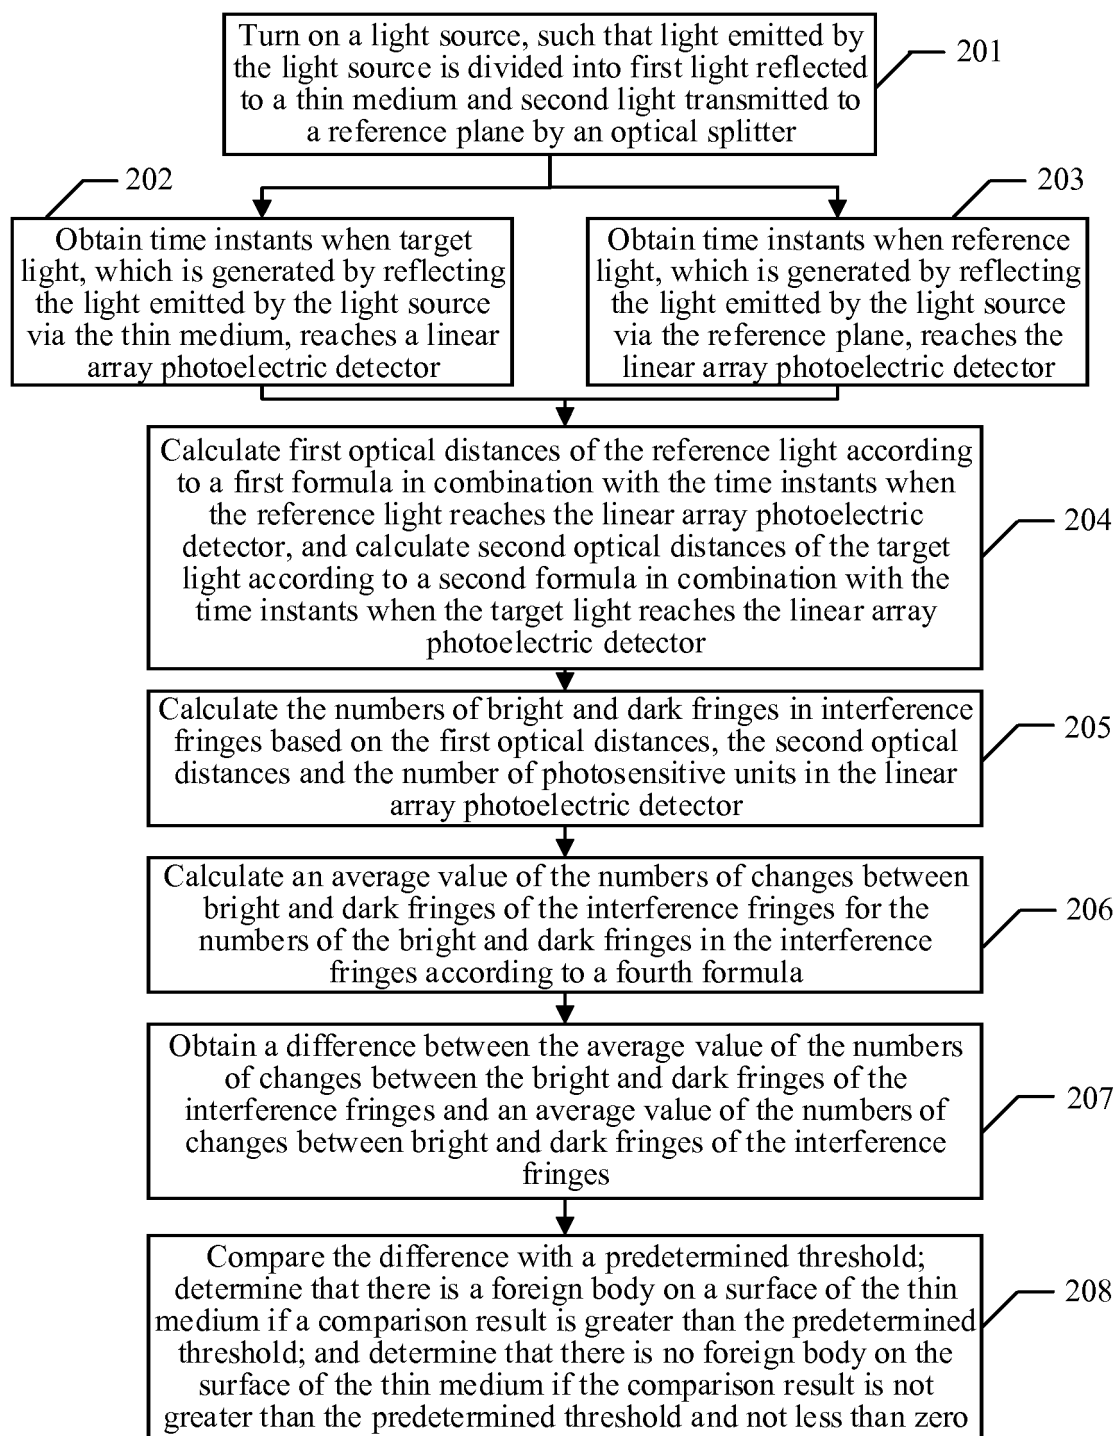 Turn on a light source, such that light emitted by
the light source is divided into first light reflected
to a thin medium and second light transmitted to
a reference plane by an optical splitter
201
202
203
Obtain time instants when target
light, which is generated by reflecting
the light emitted by the light source
via the thin medium, reaches a linear
array photoelectric detector
Obtain time instants when reference
light, which is generated by reflecting
the light emitted by the light source
via the reference plane, reaches the
linear array photoelectric detector
Calculate first optical distances of the reference light according
to a first formula in combination with the time instants when
the reference light reaches the linear array photoelectric
detector, and calculate second optical distances of the target
light according to a second formula in combination with the
time instants when the target light reaches the linear array
photoelectric detector
204
Calculate the numbers of bright and dark fringes in interference
fringes based on the first optical distances, the second optical
distances and the number of photosensitive units in the linear
array photoelectric detector
205
Calculate an average value of the numbers of changes between
bright and dark fringes of the interference fringes for the
numbers of the bright and dark fringes in the interference
fringes according to a fourth formula
206
Obtain a difference between the average value of the numbers
of changes between the bright and dark fringes of the
interference fringes and an average value of the numbers of
changes between bright and dark fringes of the interference
fringes
207
Compare the difference with a predetermined threshold;
determine that there is a foreign body on a surface of the thin
medium if a comparison result is greater than the predetermined
threshold; and determine that there is no foreign body on the
surface of the thin medium if the comparison result is not
greater than the predetermined threshold and not less than zero
208